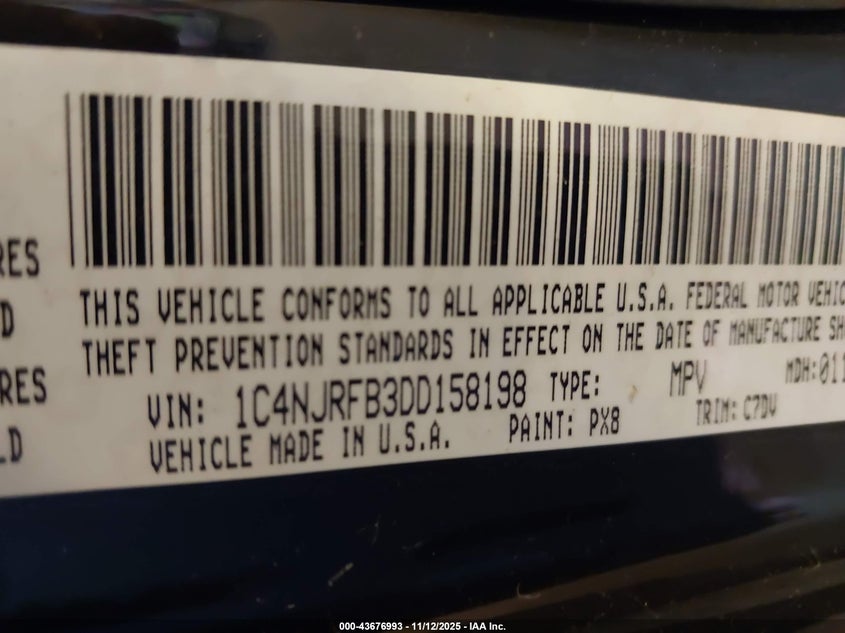 RES
D
RES
LD
THIS VEHICLE CONFORMS TO ALL APPLICABLE U.S.A. FEDERAL MOTOR VEHIC
THEFT PREVENTION STANDARDS IN EFFECT ON THE DATE OF MANUFACTURE SH
VIN: 1C4NJRFB3DD158198 TYPE: MPV MDH:011
VEHICLE MADE IN U.S.A. PAINT: PX8 TRIM: C7DV
000-43676993 - 11/12/2025 - IAA Inc.